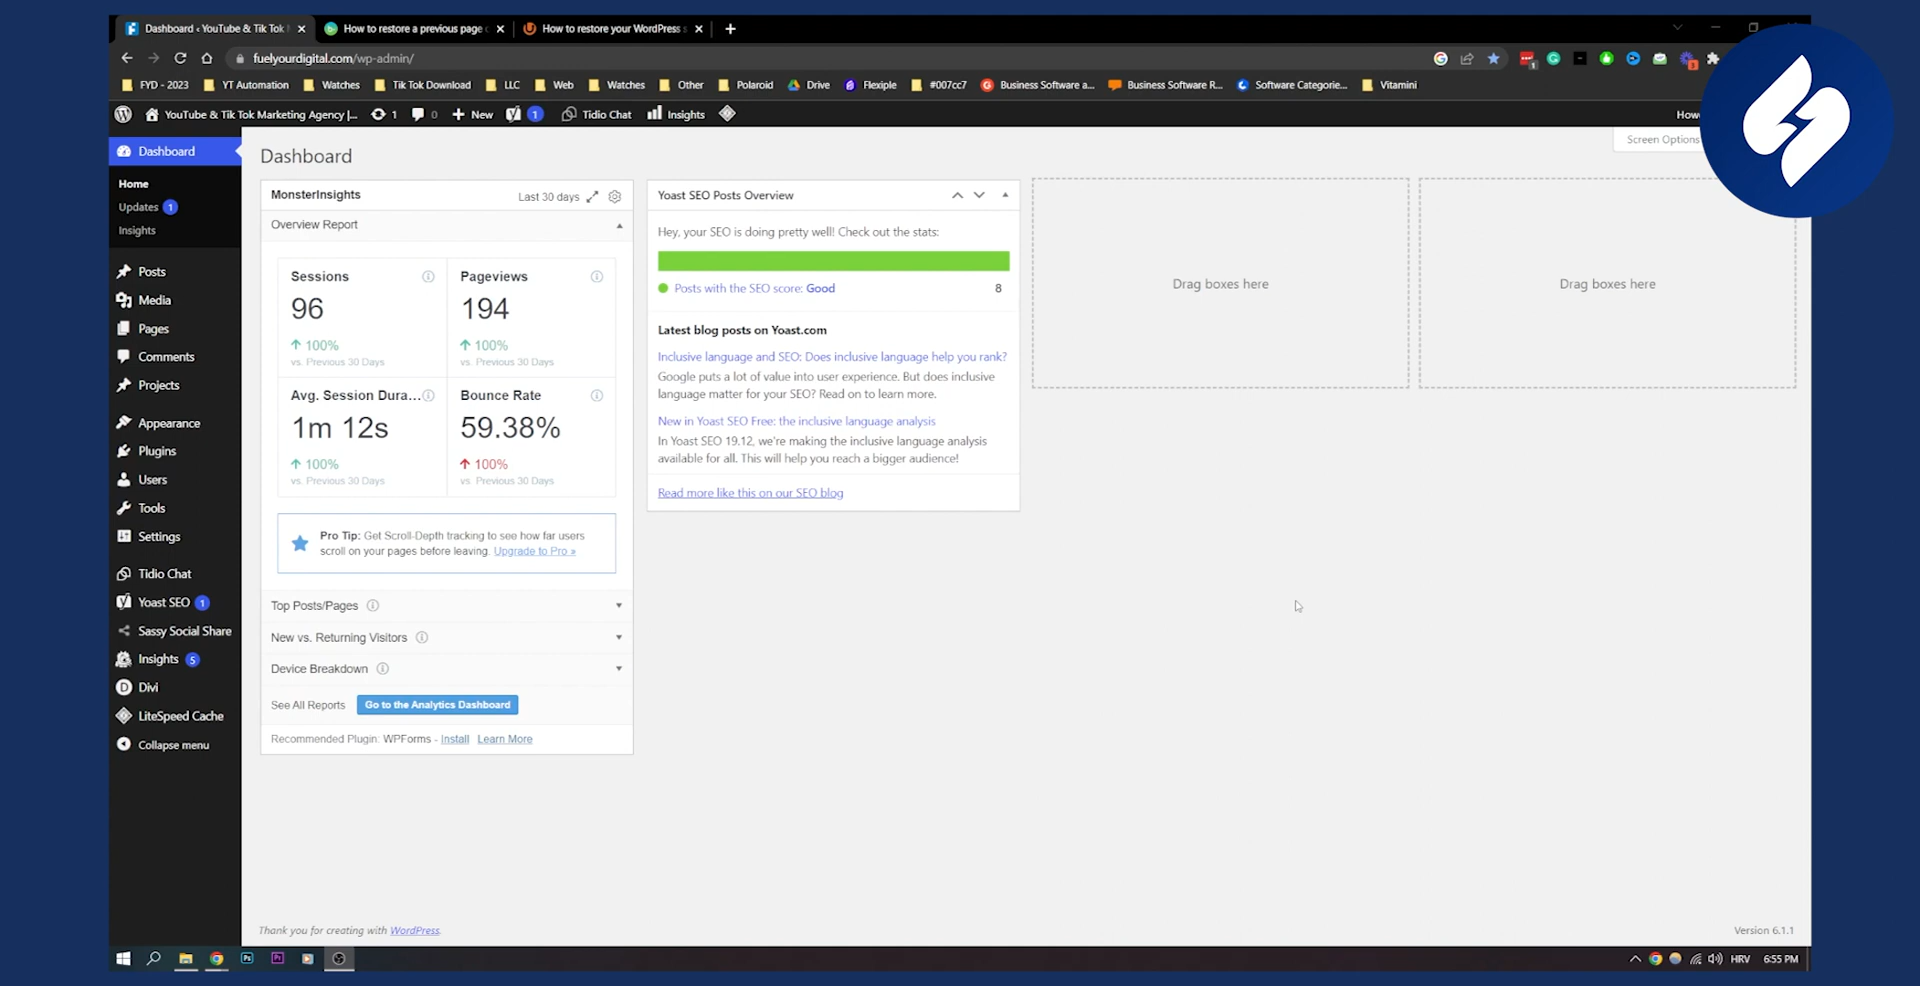 Dashboard ‹ YouTube & Tik Tok M
How to restore a previous page o
How to restore your WordPress s
fuelyourdigital.com/wp-admin/
FYD - 2023
YT Automation
Watches
Tik Tok Download
LLC
Web
Watches
Other
Polaroid
Drive
Flexiple
#007cc7
Business Software a...
Business Software R...
Software Categorie...
Vitamini
YouTube & Tik Tok Marketing Agency |...
1
0
New
1
Tidio Chat
Insights
How
Screen Options
Dashboard
Home
Updates 1
Insights
Posts
Media
Pages
Comments
Projects
Appearance
Plugins
Users
Tools
Settings
Tidio Chat
Yoast SEO 1
Sassy Social Share
Insights 5
Divi
LiteSpeed Cache
Collapse menu
Dashboard
MonsterInsights
Last 30 days
Overview Report
Sessions
96
100%
vs. Previous 30 Days
Pageviews
194
100%
vs. Previous 30 Days
Avg. Session Dura...
1m 12s
100%
vs. Previous 30 Days
Bounce Rate
59.38%
100%
vs. Previous 30 Days
Pro Tip: Get Scroll-Depth tracking to see how far users
scroll on your pages before leaving. Upgrade to Pro »
Top Posts/Pages
New vs. Returning Visitors
Device Breakdown
See All Reports
Go to the Analytics Dashboard
Recommended Plugin: WPForms - Install Learn More
Yoast SEO Posts Overview
Hey, your SEO is doing pretty well! Check out the stats:
Posts with the SEO score: Good
8
Latest blog posts on Yoast.com
Inclusive language and SEO: Does inclusive language help you rank?
Google puts a lot of value into user experience. But does inclusive
language matter for your SEO? Read on to learn more.
New in Yoast SEO Free: the inclusive language analysis
In Yoast SEO 19.12, we're making the inclusive language analysis
available for all. This will help you reach a bigger audience!
Read more like this on our SEO blog
Drag boxes here
Drag boxes here
Thank you for creating with WordPress.
Version 6.1.1
Ps
Pr
HRV
6:55 PM